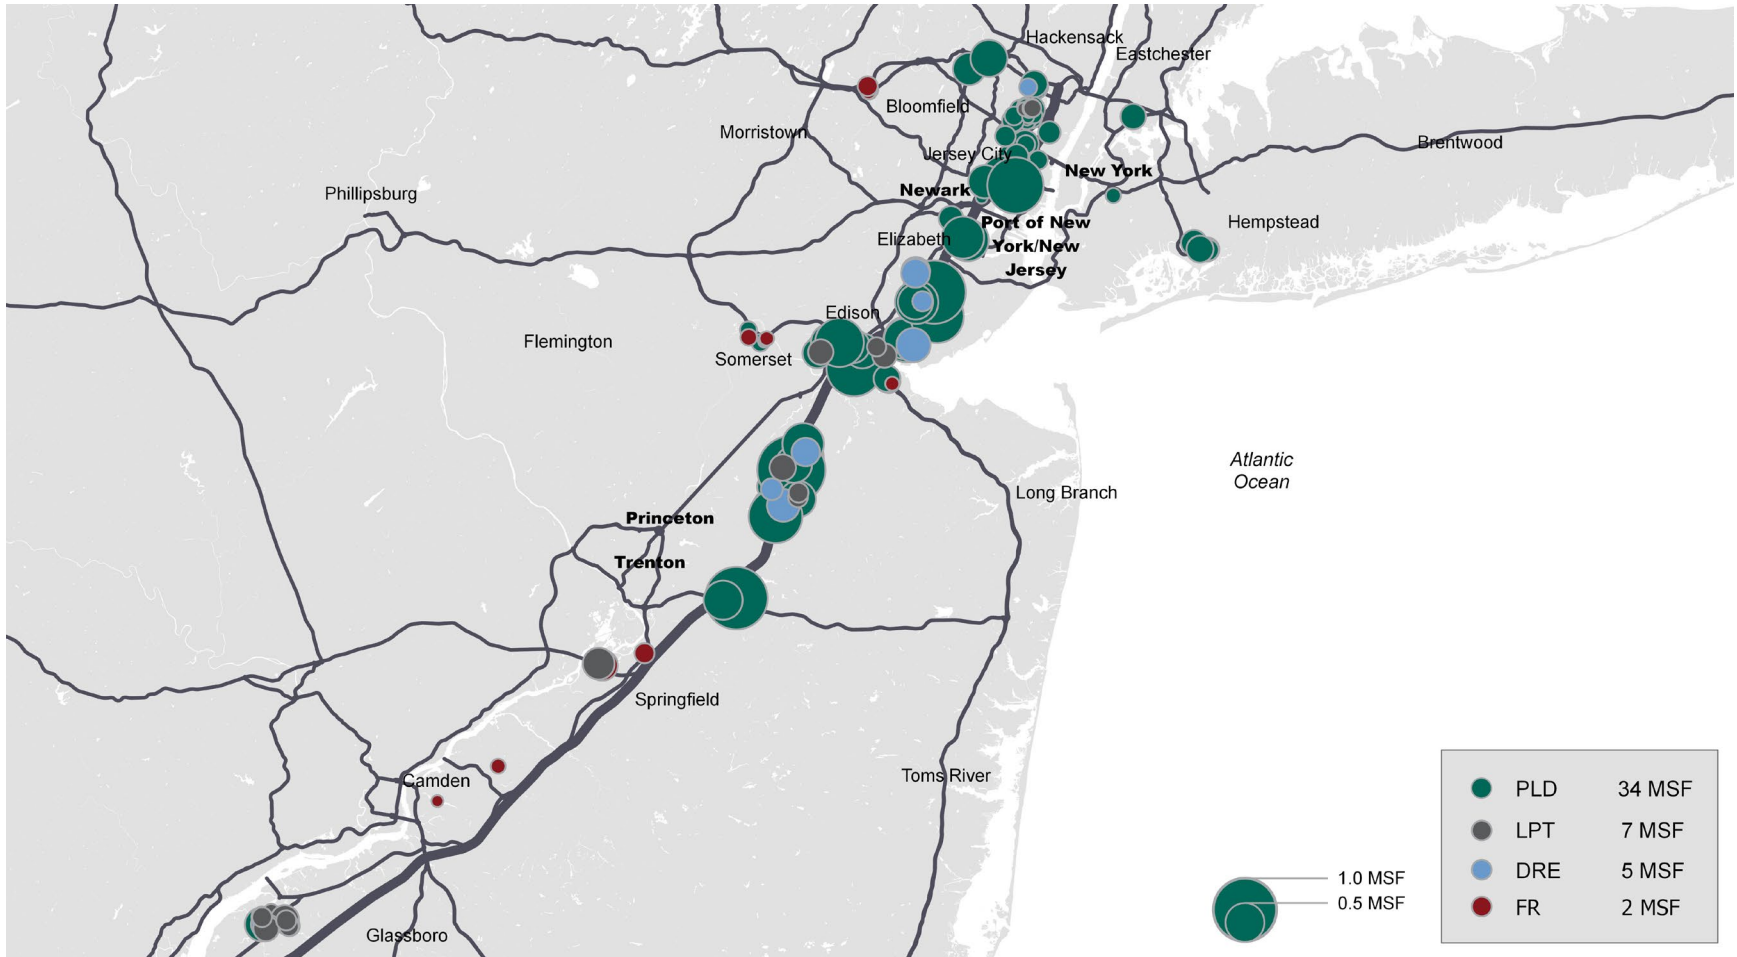 Hackensack
Eastchester
Bloomfield
Morristown
Brentwood
Jersey City
New York
Phillipsburg
Newark
Port of New
York/New
Jersey
Hempstead
Elizabeth
Edison
Flemington
Somerset
Atlantic
Ocean
Long Branch
Princeton
Trenton
Springfield
Camden
Toms River
Glassboro
1.0 MSF
0.5 MSF
PLD 34 MSF
LPT 7 MSF
DRE 5 MSF
FR 2 MSF